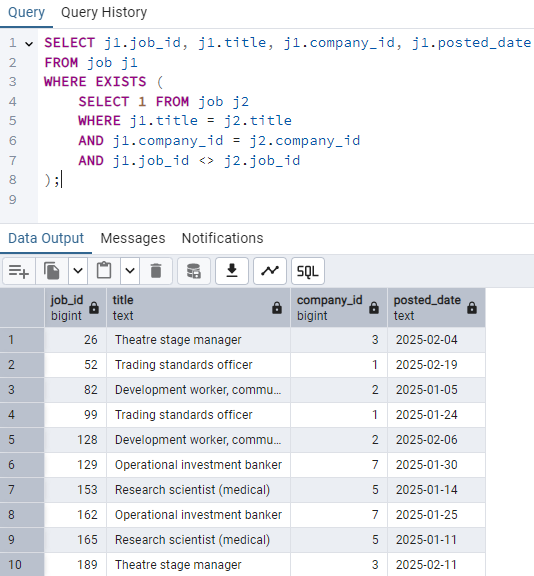 Query Query History
1 SELECT j1.job_id, j1.title, j1.company_id, j1.posted_date
2 FROM job j1
3 WHERE EXISTS (
4 SELECT 1 FROM job j2
5 WHERE j1.title = j2.title
6 AND j1.company_id = j2.company_id
7 AND j1.job_id <> j2.job_id
8 );
9
Data Output Messages Notifications
SQL
job_id title company_id posted_date
bigint text bigint text
1 26 Theatre stage manager 3 2025-02-04
2 52 Trading standards officer 1 2025-02-19
3 82 Development worker, commu... 2 2025-01-05
4 99 Trading standards officer 1 2025-01-24
5 128 Development worker, commu... 2 2025-02-06
6 129 Operational investment banker 7 2025-01-30
7 153 Research scientist (medical) 5 2025-01-14
8 162 Operational investment banker 7 2025-01-25
9 165 Research scientist (medical) 5 2025-01-11
10 189 Theatre stage manager 3 2025-02-11